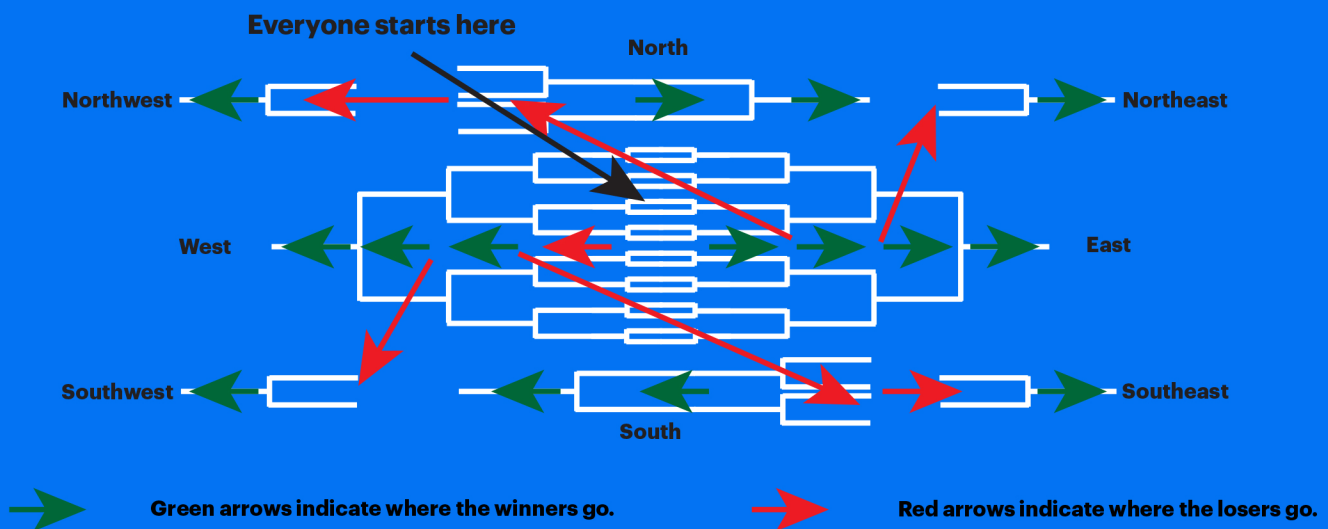 Everyone starts here
North
Northwest
Northeast
West
East
Southwest
Southeast
South
Green arrows indicate where the winners go.
Red arrows indicate where the losers go.